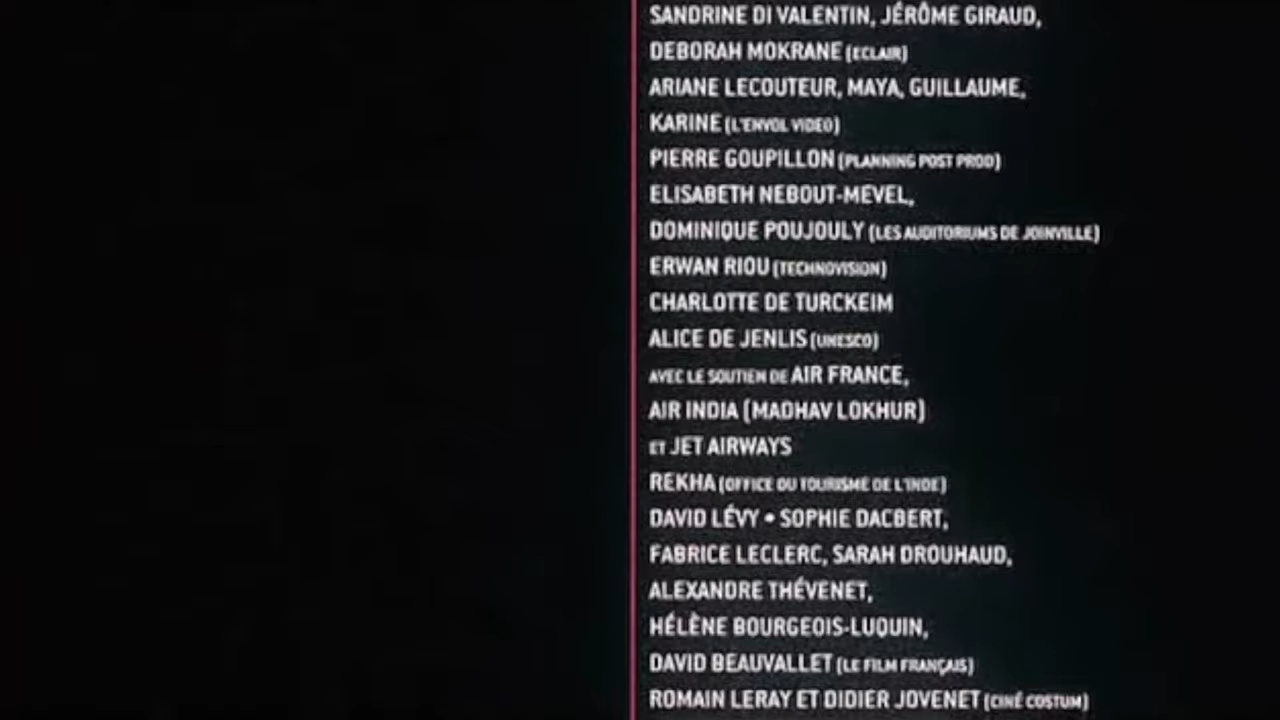 SANDRINE DI VALENTIN, JÉRÔME GIRAUD,
DEBORAH MOKRANE (ECLAIR)
ARIANE LECOUTEUR, MAYA, GUILLAUME,
KARINE (L'ENVOL VIDEO)
PIERRE GOUPILLON (PLANNING POST PROD)
ELISABETH NEBOUT-MEVEL,
DOMINIQUE POUJOULY (LES AUDITORIUMS DE JOINVILLE)
ERWAN RIOU (TECHNOVISION)
CHARLOTTE DE TURCKEIM
ALICE DE JENLIS (UNESCO)
AVEC LE SOUTIEN DE AIR FRANCE,
AIR INDIA (MADHAV LOKHUR)
ET JET AIRWAYS
REKHA (OFFICE DU TOURISME DE L'INDE)
DAVID LÉVY • SOPHIE DACBERT,
FABRICE LECLERC, SARAH DROUHAUD,
ALEXANDRE THÉVENET,
HÉLÈNE BOURGEOIS-LUQUIN,
DAVID BEAUVALLET (LE FILM FRANÇAIS)
ROMAIN LERAY ET DIDIER JOVENET (CINÉ COSTUM)